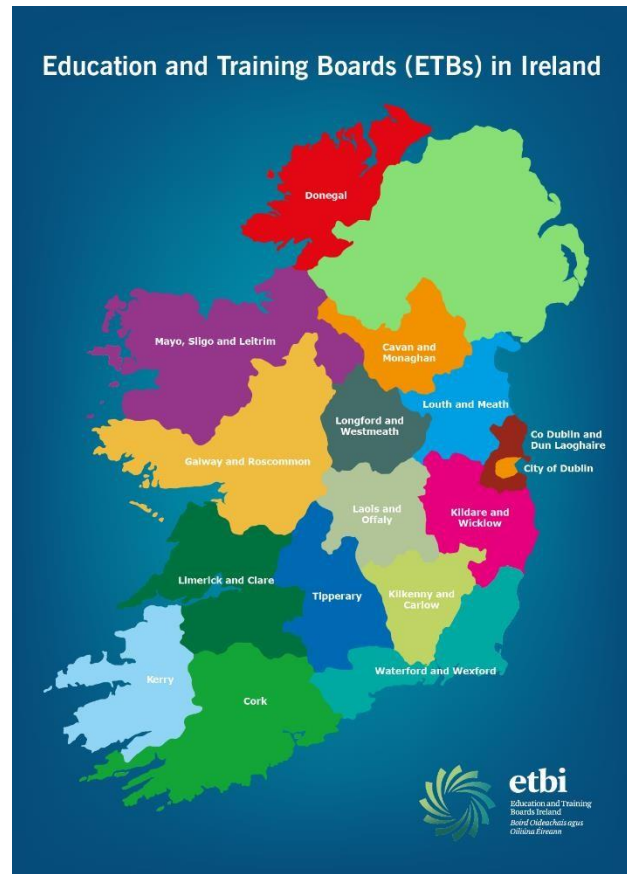 Education and Training Boards (ETBs) in Ireland
Donegal
Mayo, Sligo and Leitrim
Cavan and
Monaghan
Louth and Meath
Longford and
Westmeath
Co Dublin and
Dun Laoghaire
City of Dublin
Galway and Roscommon
Laois and
Offaly
Kildare and
Wicklow
Limerick and Clare
Tipperary
Kilkenny and
Carlow
Waterford and Wexford
Kerry
Cork
etbi
Education and Training
Boards Ireland
Boird Oideachais agus
Oiliúna Éireann